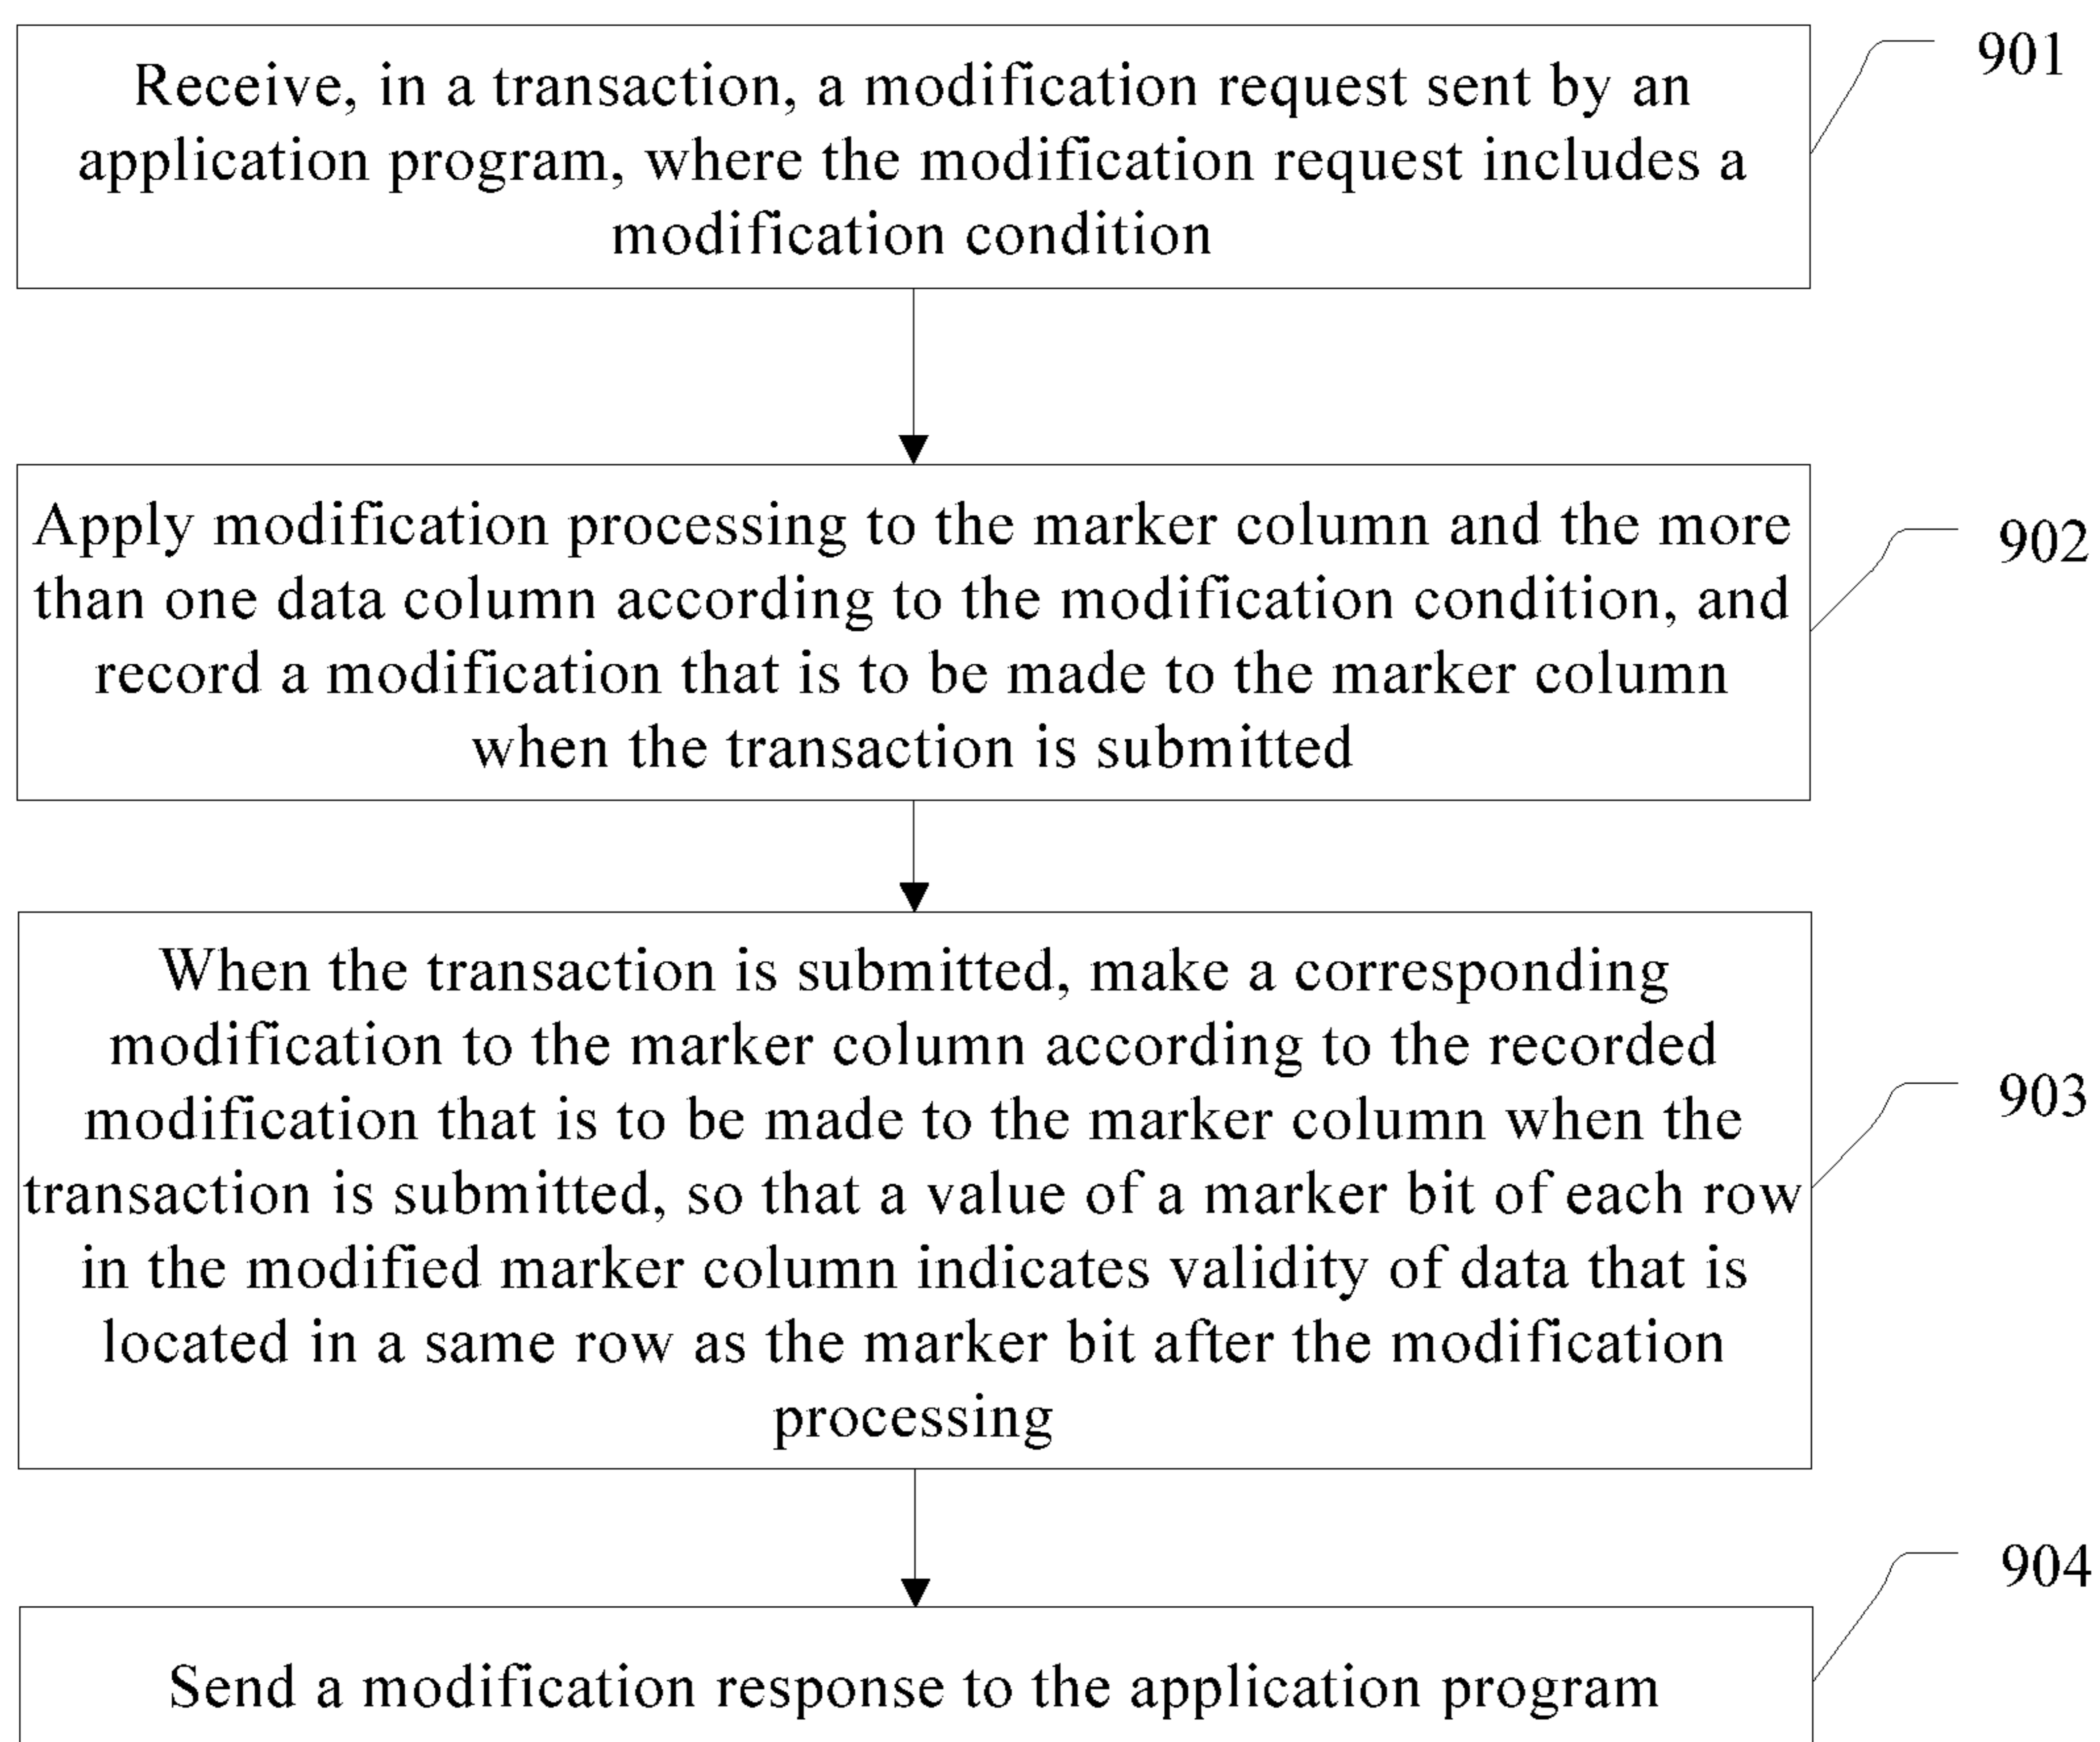 Receive, in a transaction, a modification request sent by an
application program, where the modification request includes a
modification condition
901
Apply modification processing to the marker column and the more
than one data column according to the modification condition, and
record a modification that is to be made to the marker column
when the transaction is submitted
902
When the transaction is submitted, make a corresponding
modification to the marker column according to the recorded
modification that is to be made to the marker column when the
transaction is submitted, so that a value of a marker bit of each row
in the modified marker column indicates validity of data that is
located in a same row as the marker bit after the modification
processing
903
Send a modification response to the application program
904